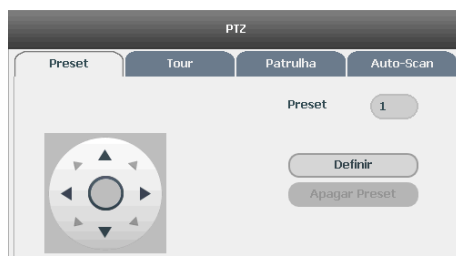 PTZ
Preset Tour Patrulha Auto-Scan
Preset 1
Definir
Apagar Preset